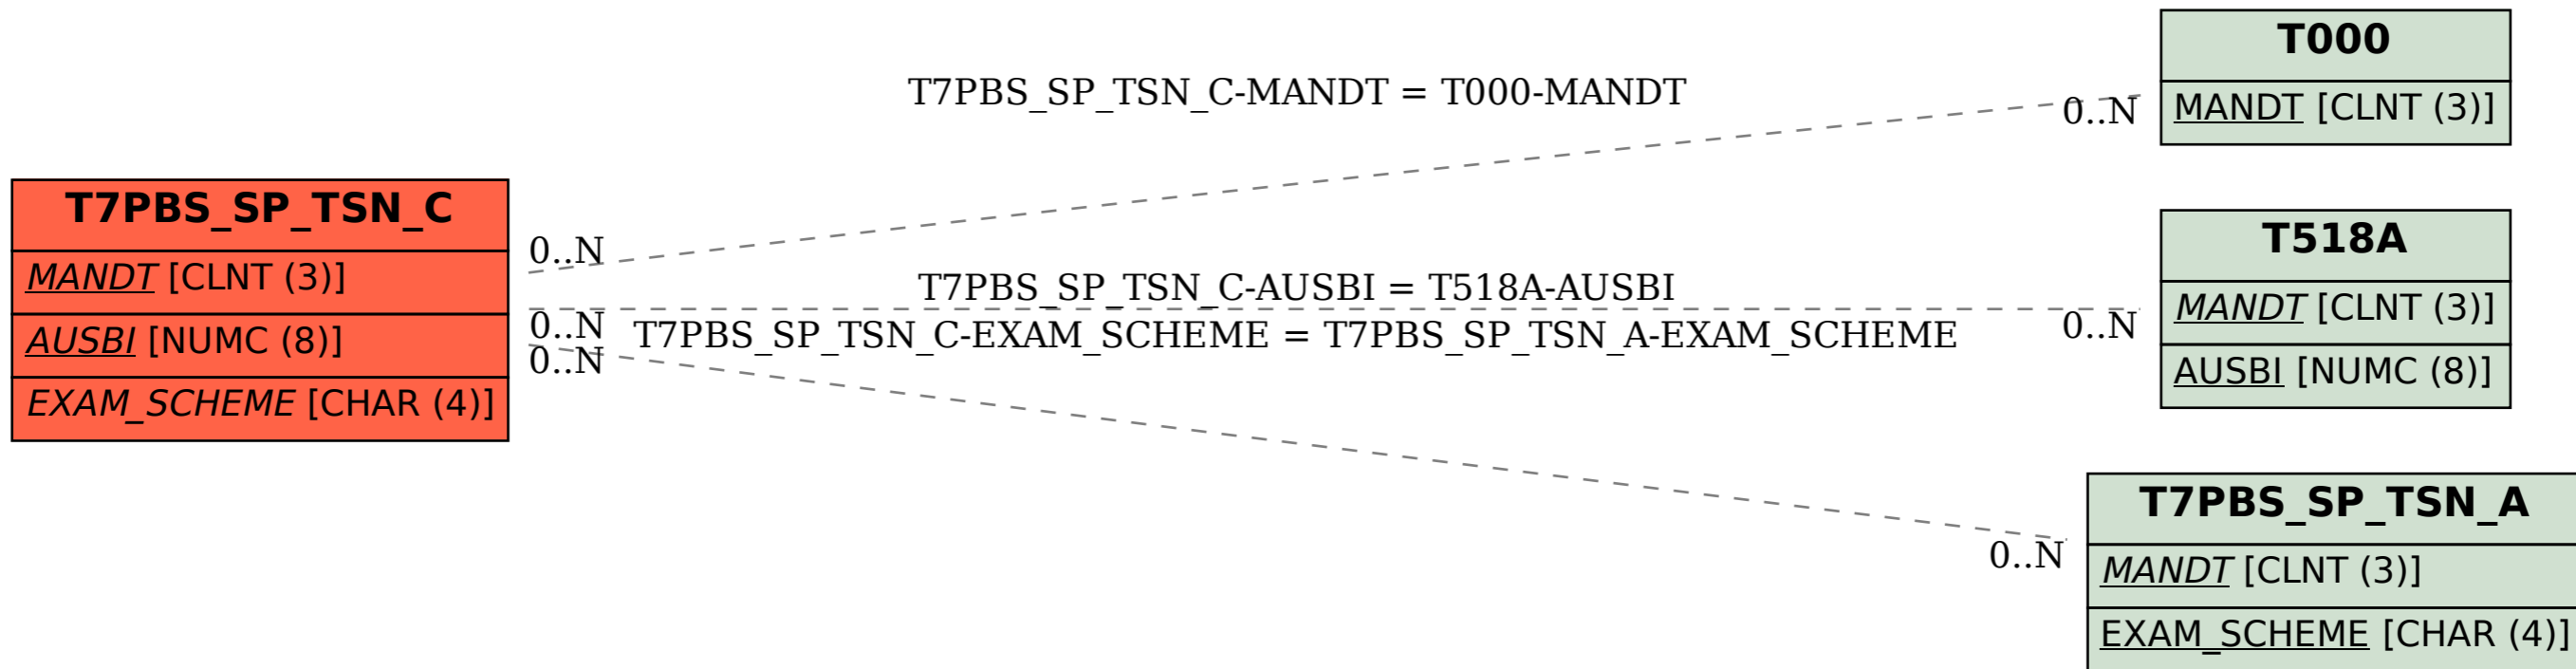 T7PBS_SP_TSN_C
MANDT [CLNT (3)]
AUSBI [NUMC (8)]
EXAM_SCHEME [CHAR (4)]
T7PBS_SP_TSN_C-MANDT = T000-MANDT
0..N
0..N
T7PBS_SP_TSN_C-AUSBI = T518A-AUSBI
0..N
0..N
T7PBS_SP_TSN_C-EXAM_SCHEME = T7PBS_SP_TSN_A-EXAM_SCHEME
0..N
0..N
T000
MANDT [CLNT (3)]
T518A
MANDT [CLNT (3)]
AUSBI [NUMC (8)]
T7PBS_SP_TSN_A
MANDT [CLNT (3)]
EXAM_SCHEME [CHAR (4)]